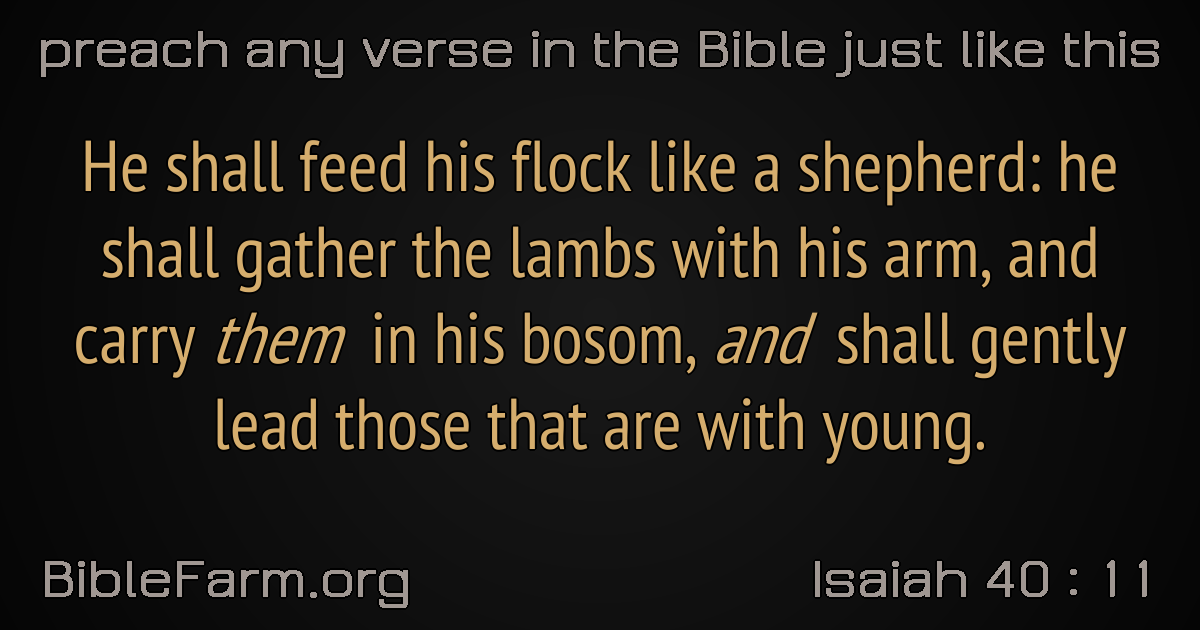 preach any verse in the Bible just like this
He shall feed his flock like a shepherd: he
shall gather the lambs with his arm, and
carry them in his bosom, and shall gently
lead those that are with young.
BibleFarm.org
Isaiah 40 : 11